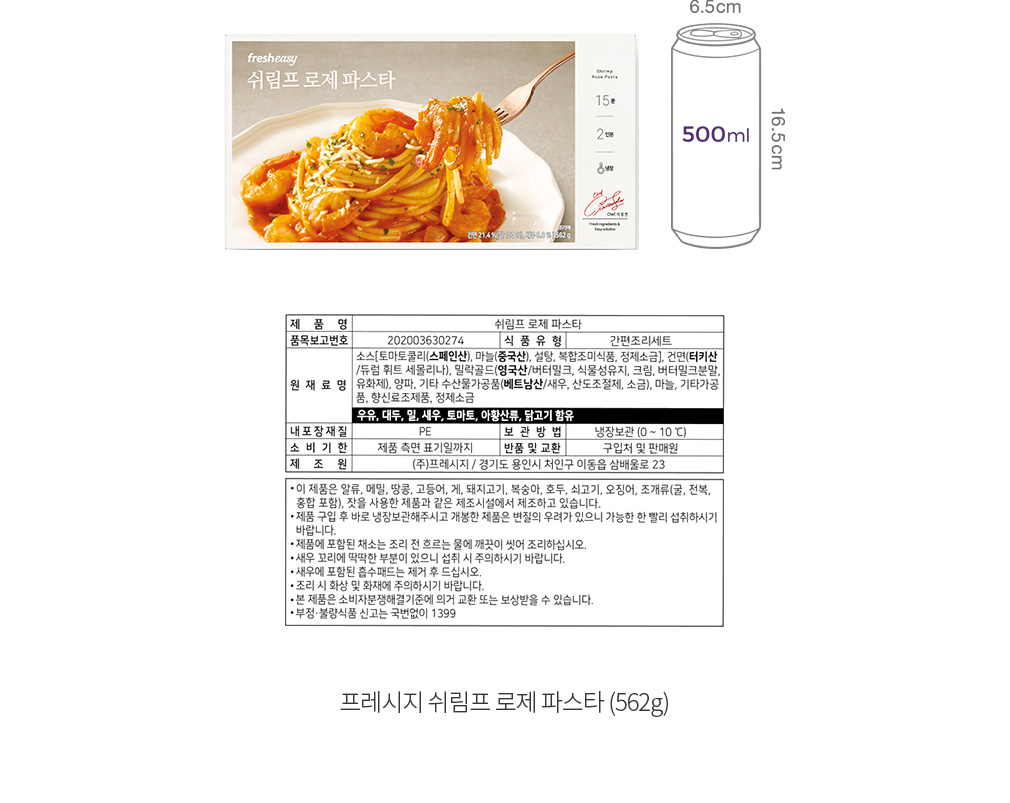 6.5cm
fresheasy
쉬림프 로제 파스타
Shrimp
Rose Pasta
15분
2인분
냉장
Chef
Chef. 이
Fresh Ingredients &
Easy solution
건면 21.4 %
562 g
500ml
16.5cm
제 품 명 쉬림프 로제 파스타
품목보고번호 202003630274 식 품 유 형 간편조리세트
원 재 료 명
소스[토마토쿨리(스페인산), 마늘(중국산), 설탕, 복합조미식품, 정제소금], 건면(터키산
/듀럼 휘트 세몰리나), 밀락골드(영국산/버터밀크, 식물성유지, 크림, 버터밀크분말,
유화제), 양파, 기타 수산물가공품(베트남산/새우, 산도조절제, 소금), 마늘, 기타가공
품, 향신료조제품, 정제소금
우유, 대두, 밀, 새우, 토마토, 아황산류, 닭고기 함유
내포장재질 PE 보 관 방 법 냉장보관 (0 ~ 10 ℃)
소 비 기 한 제품 측면 표기일까지 반품 및 교환 구입처 및 판매원
제 조 원 (주)프레시지 / 경기도 용인시 처인구 이동읍 삼배울로 23
• 이 제품은 알류, 메밀, 땅콩, 고등어, 게, 돼지고기, 복숭아, 호두, 쇠고기, 오징어, 조개류(굴, 전복,
홍합 포함), 잣을 사용한 제품과 같은 제조시설에서 제조하고 있습니다.
• 제품 구입 후 바로 냉장보관해주시고 개봉한 제품은 변질의 우려가 있으니 가능한 한 빨리 섭취하시기
바랍니다.
• 제품에 포함된 채소는 조리 전 흐르는 물에 깨끗이 씻어 조리하십시오.
• 새우 꼬리에 딱딱한 부분이 있으니 섭취 시 주의하시기 바랍니다.
• 새우에 포함된 흡수패드는 제거 후 드십시오.
• 조리 시 화상 및 화재에 주의하시기 바랍니다.
• 본 제품은 소비자분쟁해결기준에 의거 교환 또는 보상받을 수 있습니다.
• 부정·불량식품 신고는 국번없이 1399
프레시지 쉬림프 로제 파스타 (562g)